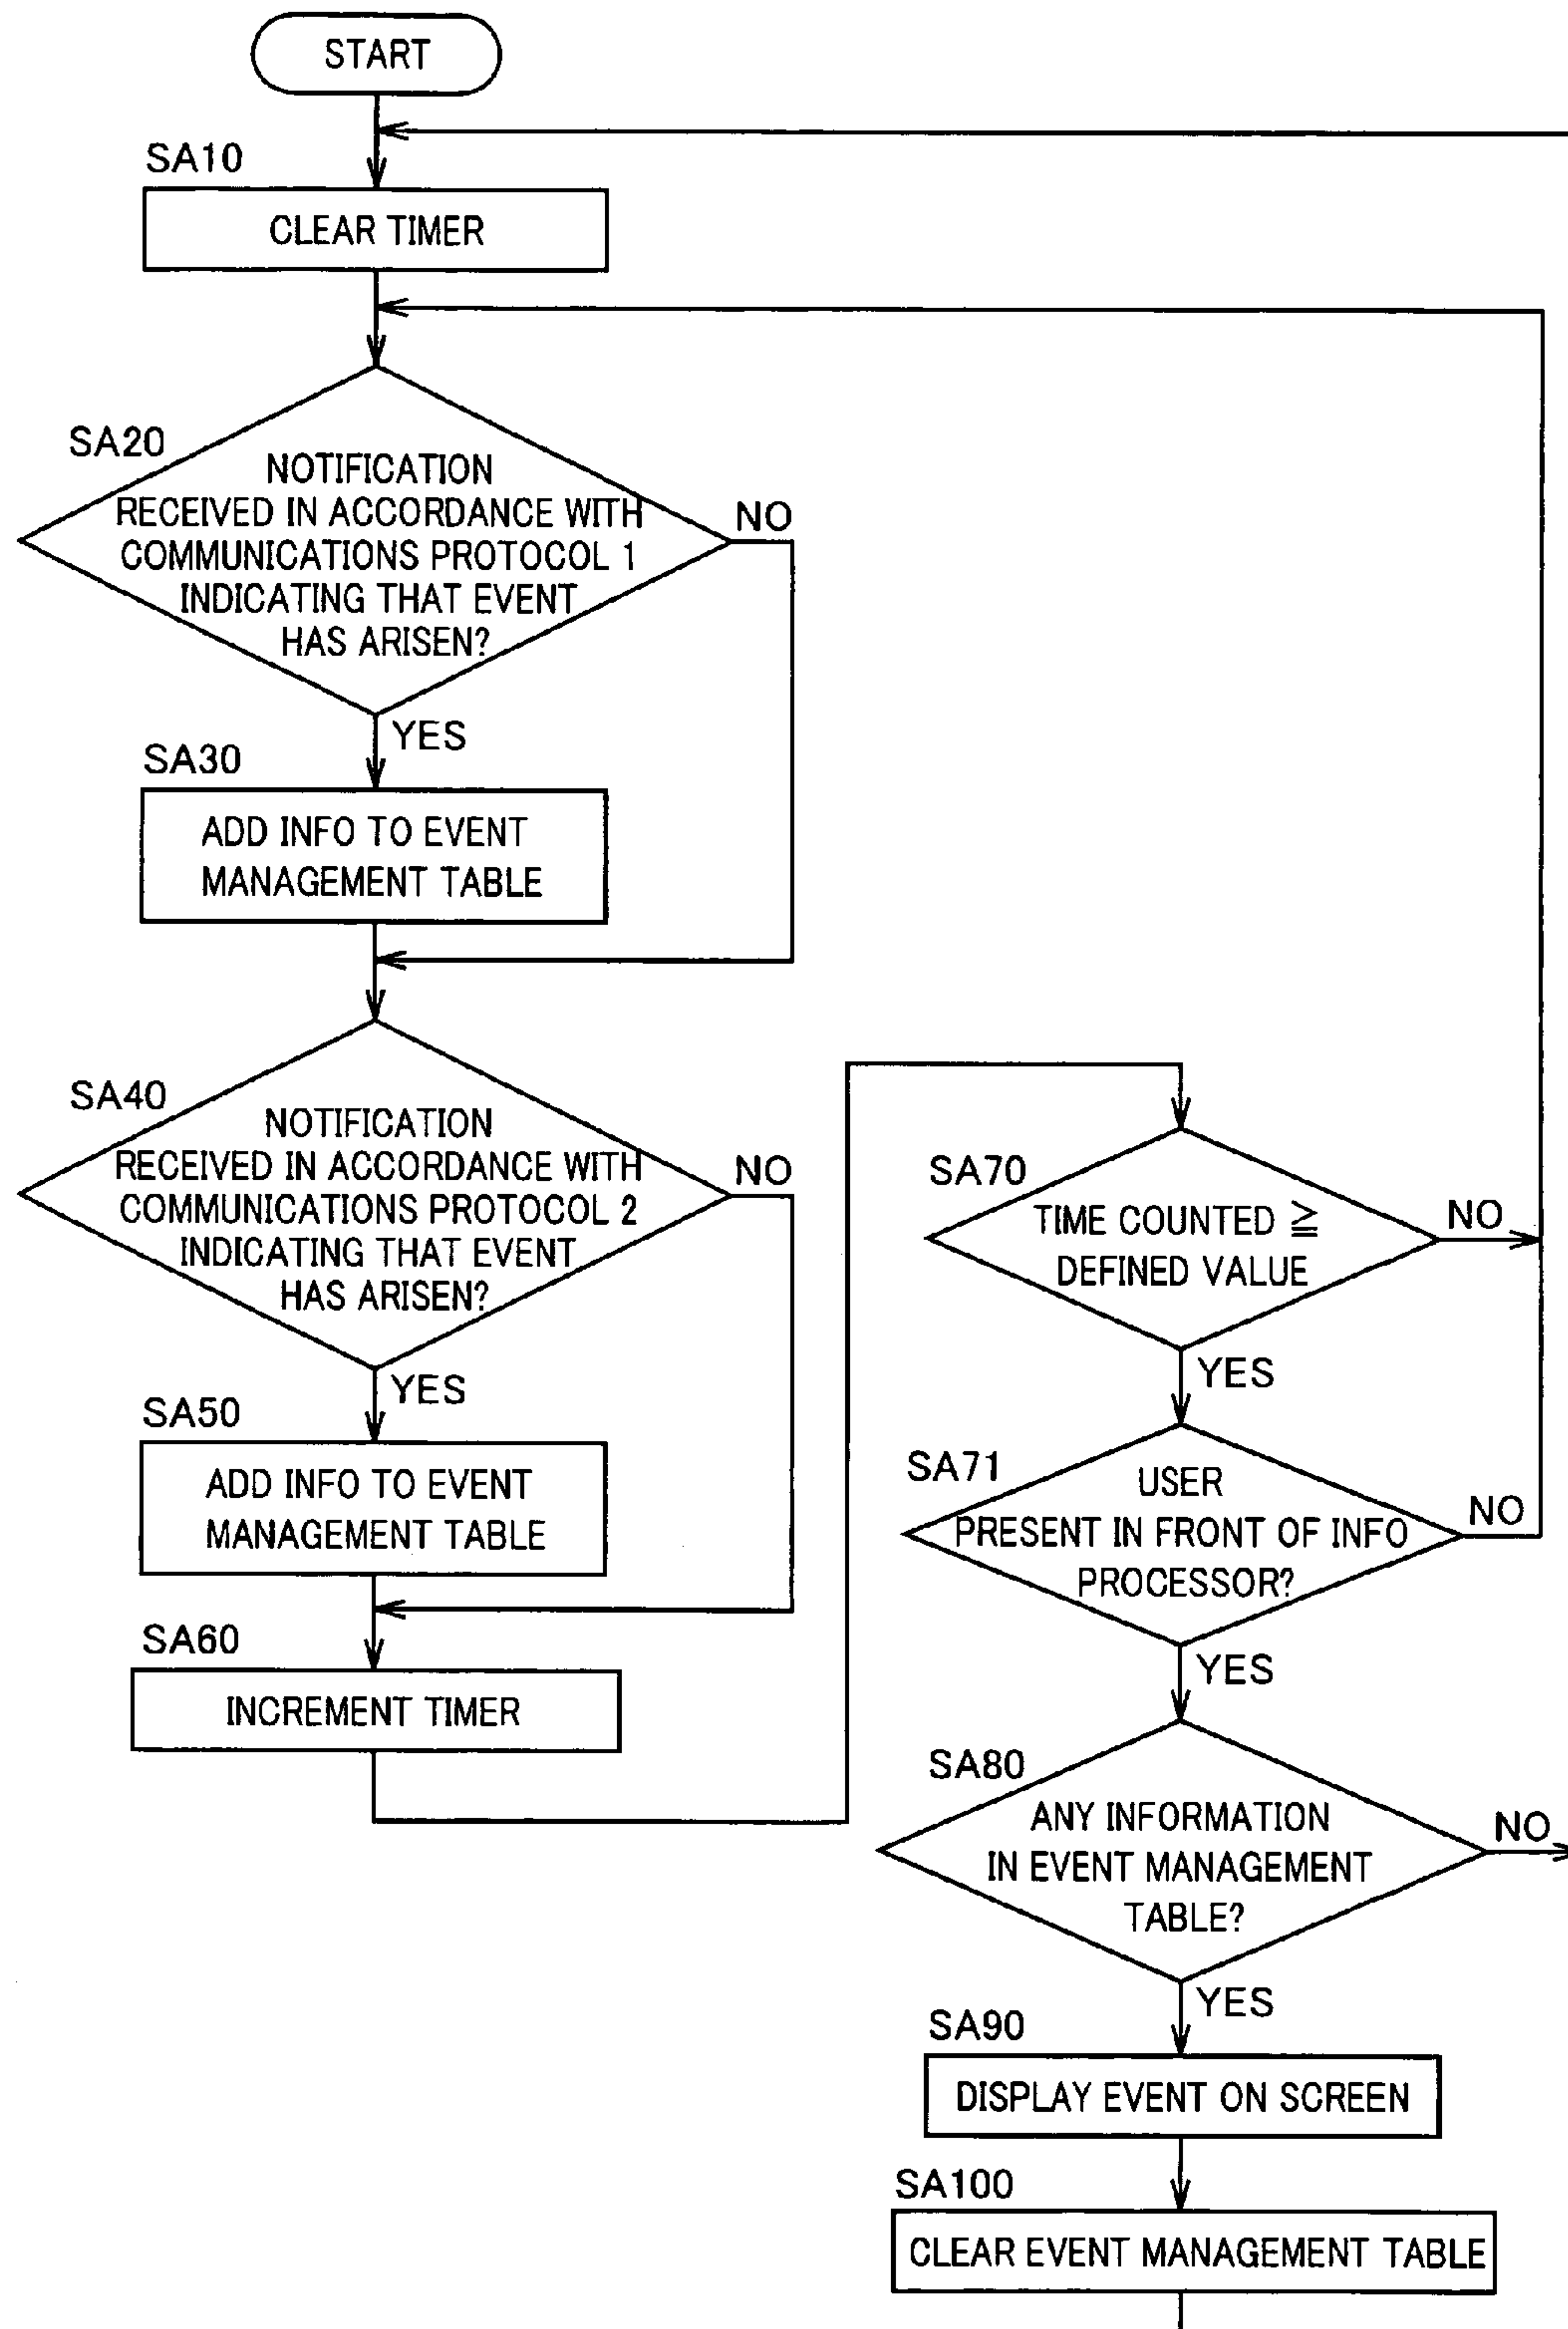 START
SA10
CLEAR TIMER
SA20
NOTIFICATION
RECEIVED IN ACCORDANCE WITH
COMMUNICATIONS PROTOCOL 1
INDICATING THAT EVENT
HAS ARISEN?
NO
YES
SA30
ADD INFO TO EVENT
MANAGEMENT TABLE
SA40
NOTIFICATION
RECEIVED IN ACCORDANCE WITH
COMMUNICATIONS PROTOCOL 2
INDICATING THAT EVENT
HAS ARISEN?
NO
YES
SA50
ADD INFO TO EVENT
MANAGEMENT TABLE
SA60
INCREMENT TIMER
SA70
TIME COUNTED ≧
DEFINED VALUE
NO
YES
SA71
USER
PRESENT IN FRONT OF INFO
PROCESSOR?
NO
YES
SA80
ANY INFORMATION
IN EVENT MANAGEMENT
TABLE?
NO
YES
SA90
DISPLAY EVENT ON SCREEN
SA100
CLEAR EVENT MANAGEMENT TABLE